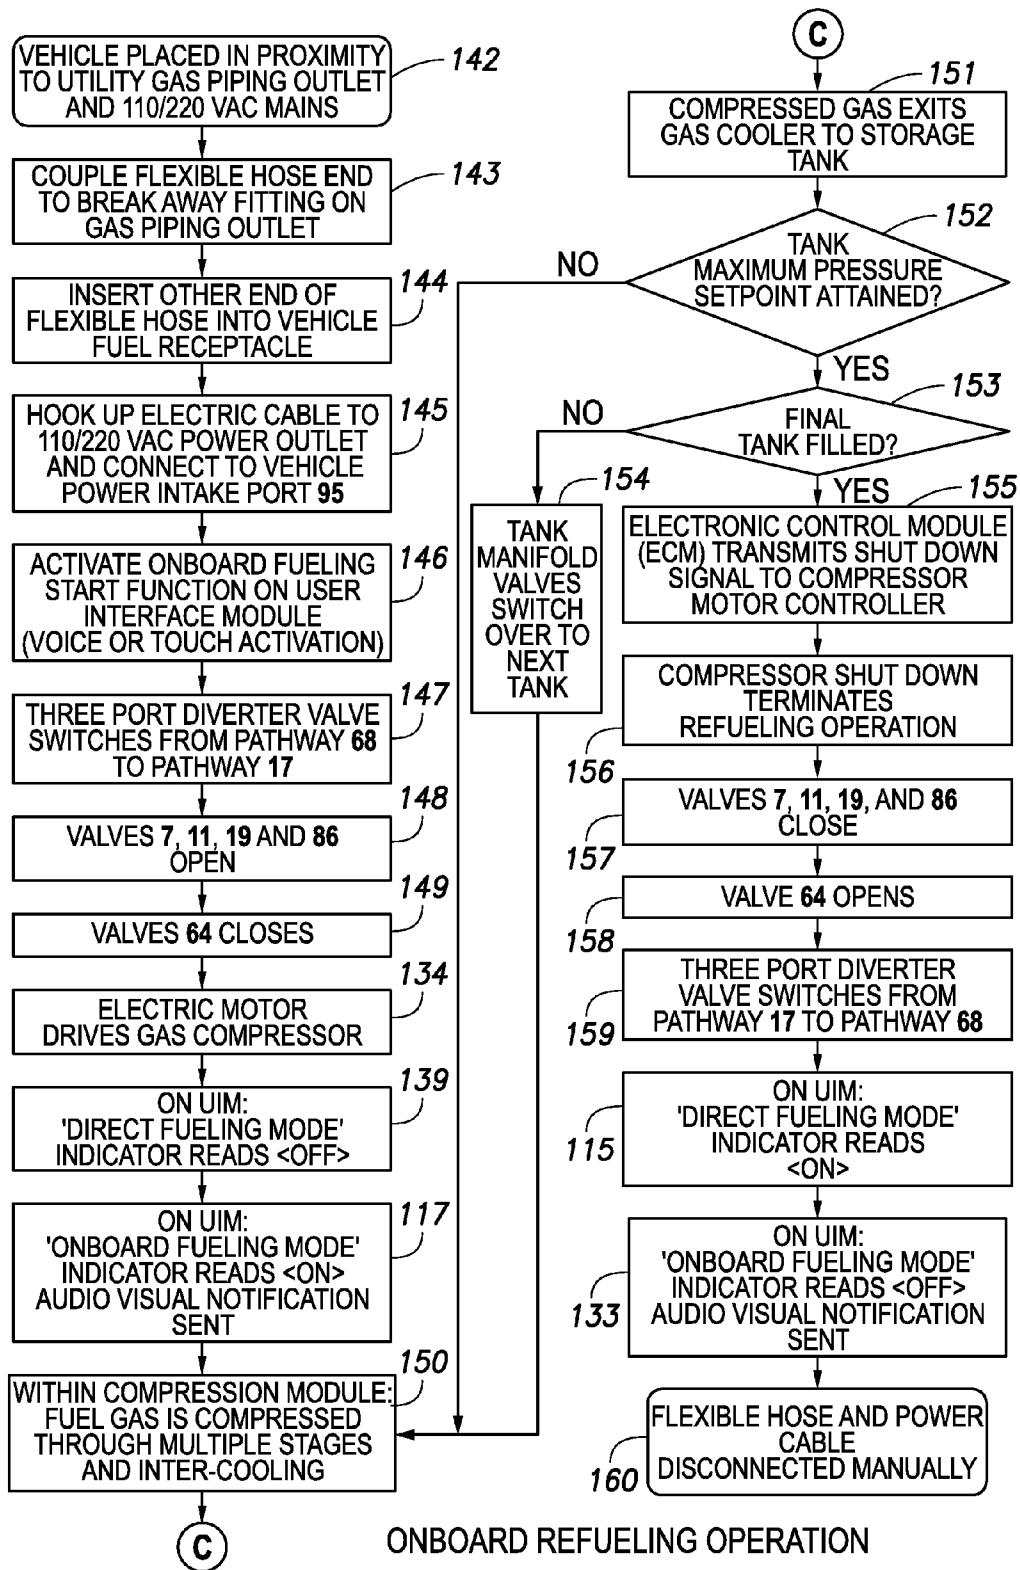 VEHICLE PLACED IN PROXIMITY
TO UTILITY GAS PIPING OUTLET
AND 110/220 VAC MAINS
142
COUPLE FLEXIBLE HOSE END
TO BREAK AWAY FITTING ON
GAS PIPING OUTLET
143
INSERT OTHER END OF
FLEXIBLE HOSE INTO VEHICLE
FUEL RECEPTACLE
144
HOOK UP ELECTRIC CABLE TO
110/220 VAC POWER OUTLET
AND CONNECT TO VEHICLE
POWER INTAKE PORT 95
145
ACTIVATE ONBOARD FUELING
START FUNCTION ON USER
INTERFACE MODULE
(VOICE OR TOUCH ACTIVATION)
146
THREE PORT DIVERTER VALVE
SWITCHES FROM PATHWAY 68
TO PATHWAY 17
147
VALVES 7, 11, 19 AND 86
OPEN
148
VALVES 64 CLOSES
149
ELECTRIC MOTOR
DRIVES GAS COMPRESSOR
134
ON UIM:
'DIRECT FUELING MODE'
INDICATOR READS <OFF>
139
ON UIM:
'ONBOARD FUELING MODE'
INDICATOR READS <ON>
AUDIO VISUAL NOTIFICATION
SENT
117
WITHIN COMPRESSION MODULE:
FUEL GAS IS COMPRESSED
THROUGH MULTIPLE STAGES
AND INTER-COOLING
150
C
C
COMPRESSED GAS EXITS
GAS COOLER TO STORAGE
TANK
151
TANK
MAXIMUM PRESSURE
SETPOINT ATTAINED?
152
NO
YES
FINAL
TANK FILLED?
153
NO
YES
TANK
MANIFOLD
VALVES
SWITCH
OVER TO
NEXT
TANK
154
ELECTRONIC CONTROL MODULE
(ECM) TRANSMITS SHUT DOWN
SIGNAL TO COMPRESSOR
MOTOR CONTROLLER
155
COMPRESSOR SHUT DOWN
TERMINATES
REFUELING OPERATION
156
VALVES 7, 11, 19, AND 86
CLOSE
157
VALVE 64 OPENS
158
THREE PORT DIVERTER
VALVE SWITCHES FROM
PATHWAY 17 TO PATHWAY 68
159
ON UIM:
'DIRECT FUELING MODE'
INDICATOR READS
<ON>
115
ON UIM:
'ONBOARD FUELING MODE'
INDICATOR READS <OFF>
AUDIO VISUAL NOTIFICATION
SENT
133
FLEXIBLE HOSE AND POWER
CABLE
DISCONNECTED MANUALLY
160
ONBOARD REFUELING OPERATION